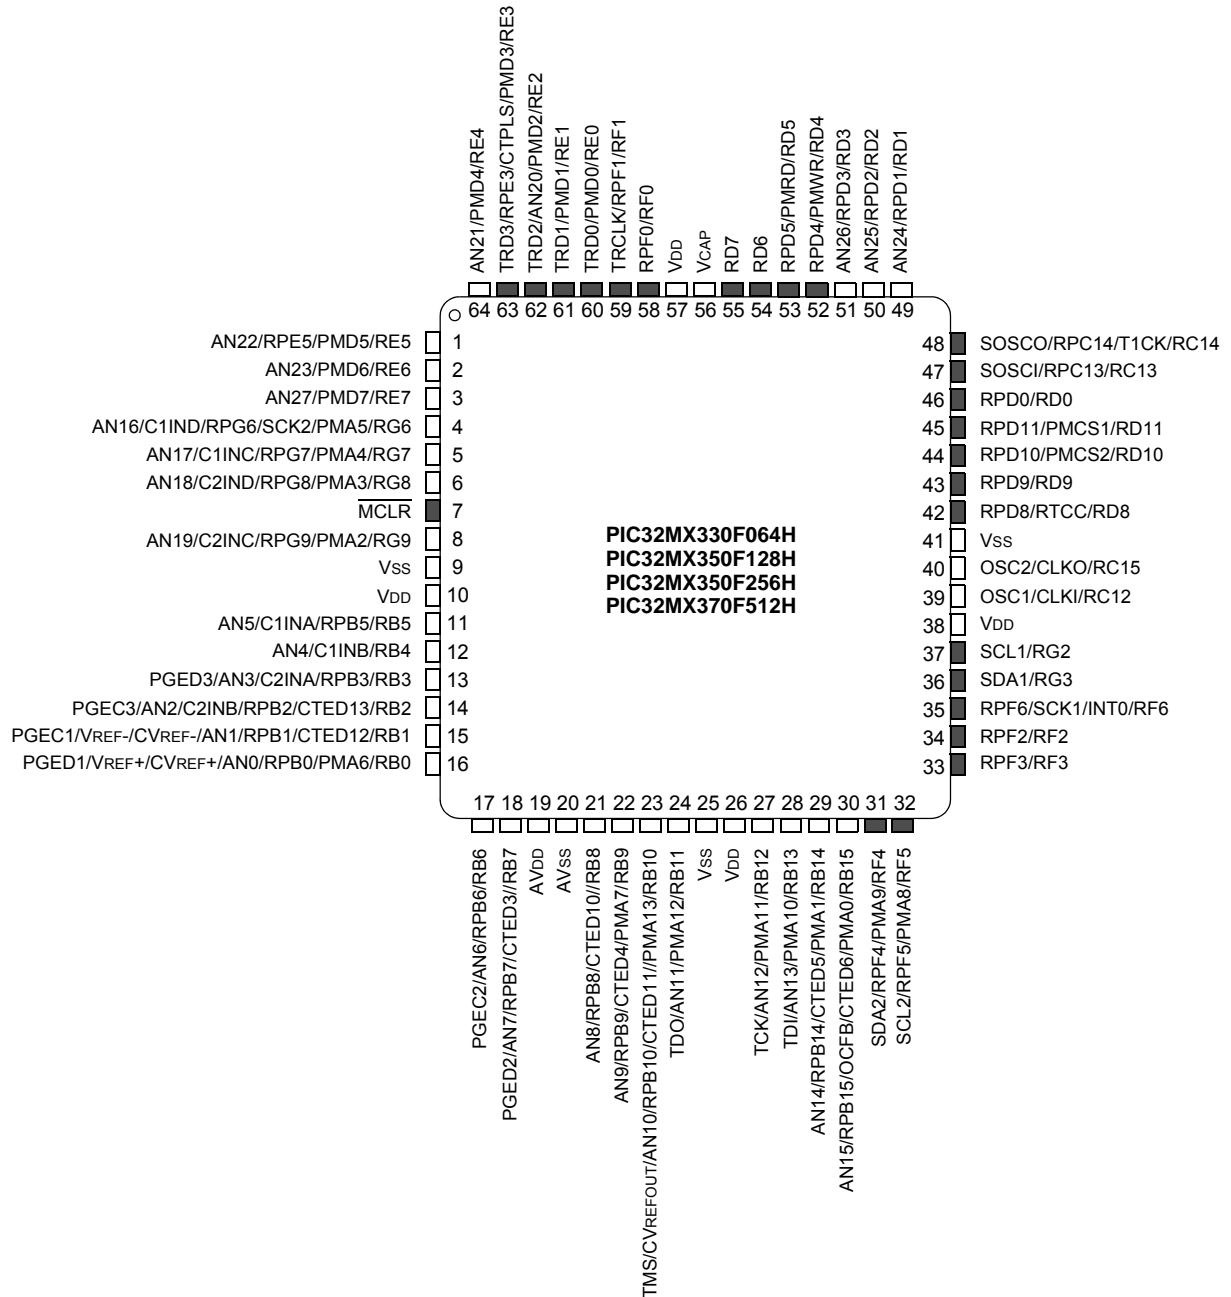 AN21/PMD4/RE4
TRD3/RPE3/CTPLS/PMD3/RE3
TRD2/AN20/PMD2/RE2
TRD1/PMD1/RE1
TRD0/PMD0/RE0
TRCLK/RPF1/RF1
RPF0/RF0
VDD
VCAP
RD7
RD6
RPD5/PMRD/RD5
RPD4/PMWR/RD4
AN26/RPD3/RD3
AN25/RPD2/RD2
AN24/RPD1/RD1
64 63 62 61 60 59 58 57 56 55 54 53 52 51 50 49
AN22/RPE5/PMD5/RE5 1
AN23/PMD6/RE6 2
AN27/PMD7/RE7 3
AN16/C1IND/RPG6/SCK2/PMA5/RG6 4
AN17/C1INC/RPG7/PMA4/RG7 5
AN18/C2IND/RPG8/PMA3/RG8 6
MCLR 7
AN19/C2INC/RPG9/PMA2/RG9 8
VSS 9
VDD 10
AN5/C1INA/RPB5/RB5 11
AN4/C1INB/RB4 12
PGED3/AN3/C2INA/RPB3/RB3 13
PGEC3/AN2/C2INB/RPB2/CTED13/RB2 14
PGEC1/VREF-/CVREF-/AN1/RPB1/CTED12/RB1 15
PGED1/VREF+/CVREF+/AN0/RPB0/PMA6/RB0 16
PIC32MX330F064H
PIC32MX350F128H
PIC32MX350F256H
PIC32MX370F512H
48 SOSCO/RPC14/T1CK/RC14
47 SOSCI/RPC13/RC13
46 RPD0/RD0
45 RPD11/PMCS1/RD11
44 RPD10/PMCS2/RD10
43 RPD9/RD9
42 RPD8/RTCC/RD8
41 VSS
40 OSC2/CLKO/RC15
39 OSC1/CLKI/RC12
38 VDD
37 SCL1/RG2
36 SDA1/RG3
35 RPF6/SCK1/INT0/RF6
34 RPF2/RF2
33 RPF3/RF3
17 18 19 20 21 22 23 24 25 26 27 28 29 30 31 32
PGEC2/AN6/RPB6/RB6
PGED2/AN7/RPB7/CTED3//RB7
AVDD
AVSS
AN8/RPB8/CTED10//RB8
AN9/RPB9/CTED4/PMA7/RB9
TMS/CVREFOUT/AN10/RPB10/CTED11//PMA13/RB10
TDO/AN11/PMA12/RB11
VSS
VDD
TCK/AN12/PMA11/RB12
TDI/AN13/PMA10/RB13
AN14/RPB14/CTED5/PMA1/RB14
AN15/RPB15/OCFB/CTED6/PMA0/RB15
SDA2/RPF4/PMA9/RF4
SCL2/RPF5/PMA8/RF5